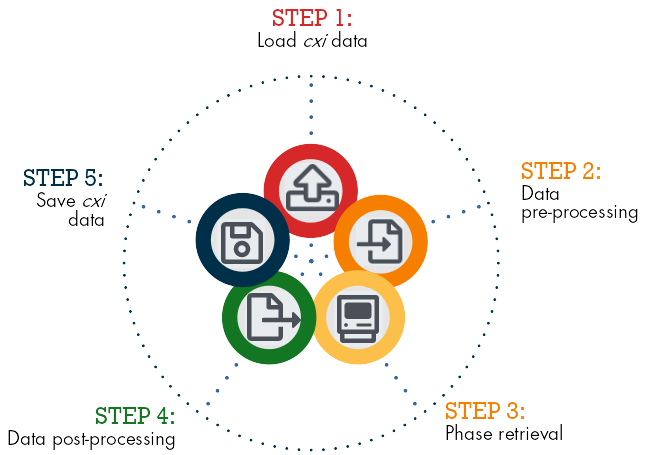 STEP 1:
Load cxi data
STEP 2:
Data
pre-processing
STEP 3:
Phase retrieval
STEP 4:
Data post-processing
STEP 5:
Save cxi
data